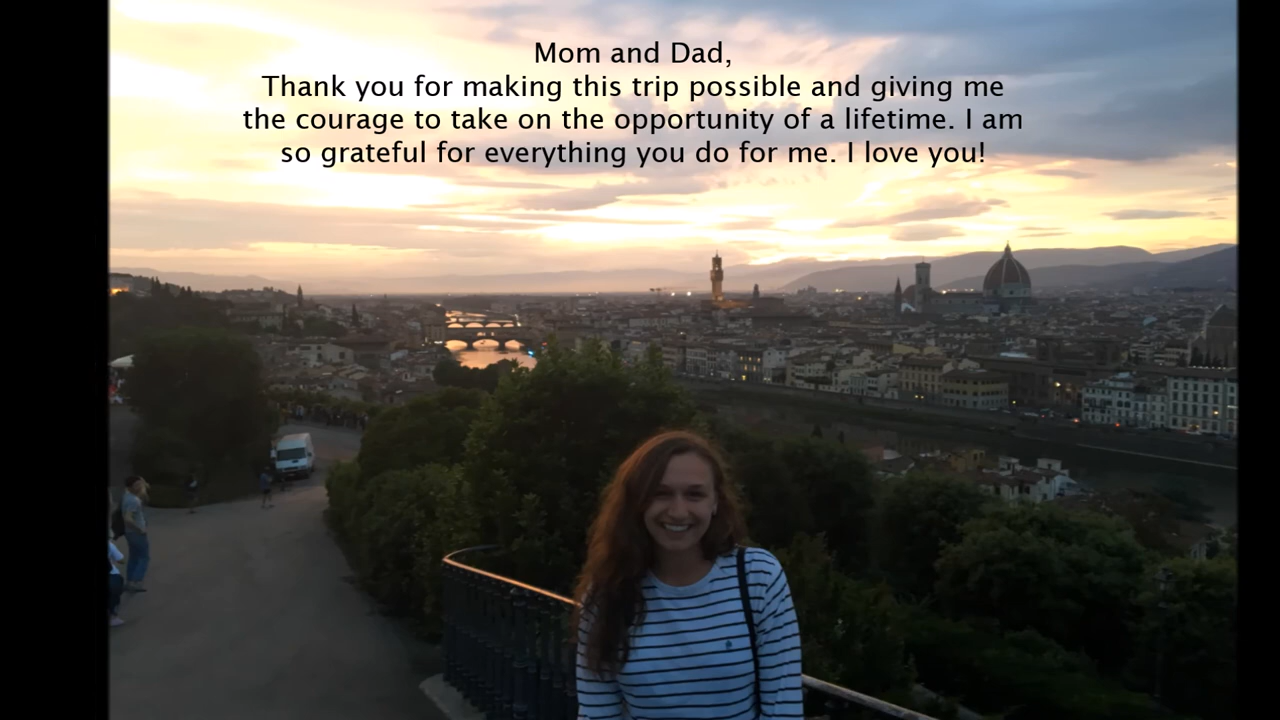 Mom and Dad,
Thank you for making this trip possible and giving me
the courage to take on the opportunity of a lifetime. I am
so grateful for everything you do for me. I love you!